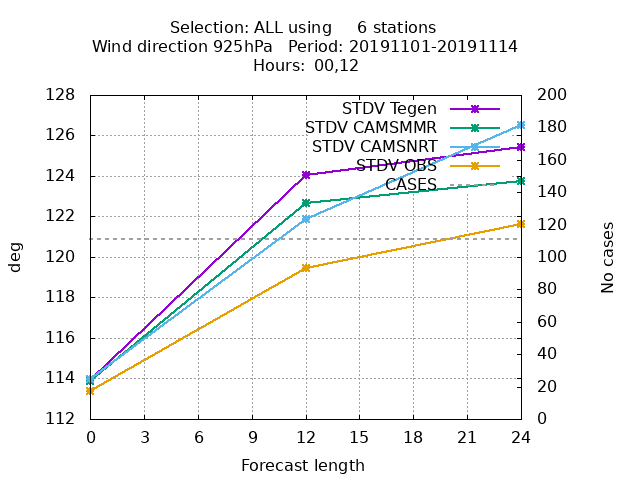 Selection: ALL using     6 stations
Wind direction 925hPa   Period: 20191101-20191114
Hours: 00,12
128
126
124
122
120
118
116
114
112
deg
200
180
160
140
120
100
80
60
40
20
0
No cases
STDV Tegen
STDV CAMSMMR
STDV CAMSNRT
STDV OBS
CASES
0 3 6 9 12 15 18 21 24
Forecast length